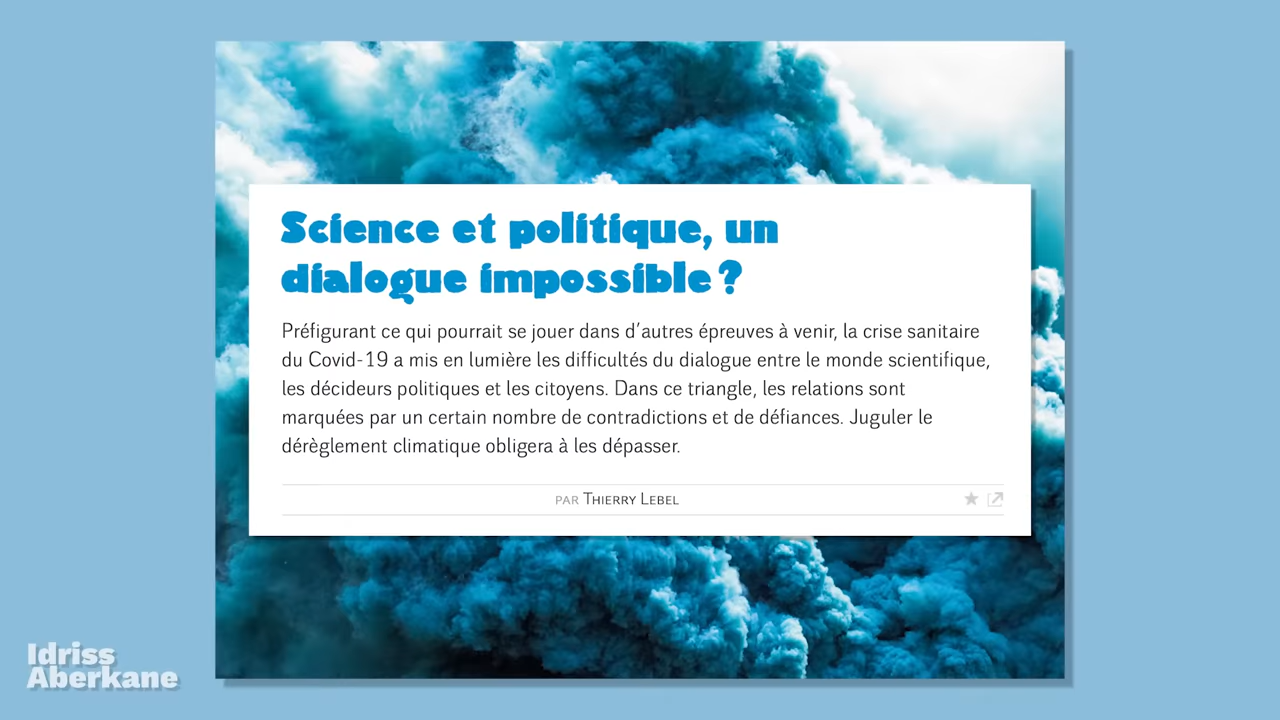 Science et politique, un
dialogue impossible ?
Préfigurant ce qui pourrait se jouer dans d’autres épreuves à venir, la crise sanitaire
du Covid-19 a mis en lumière les difficultés du dialogue entre le monde scientifique,
les décideurs politiques et les citoyens. Dans ce triangle, les relations sont
marquées par un certain nombre de contradictions et de défiances. Juguler le
dérèglement climatique obligera à les dépasser.
PAR THIERRY LEBEL
Idriss
Aberkane